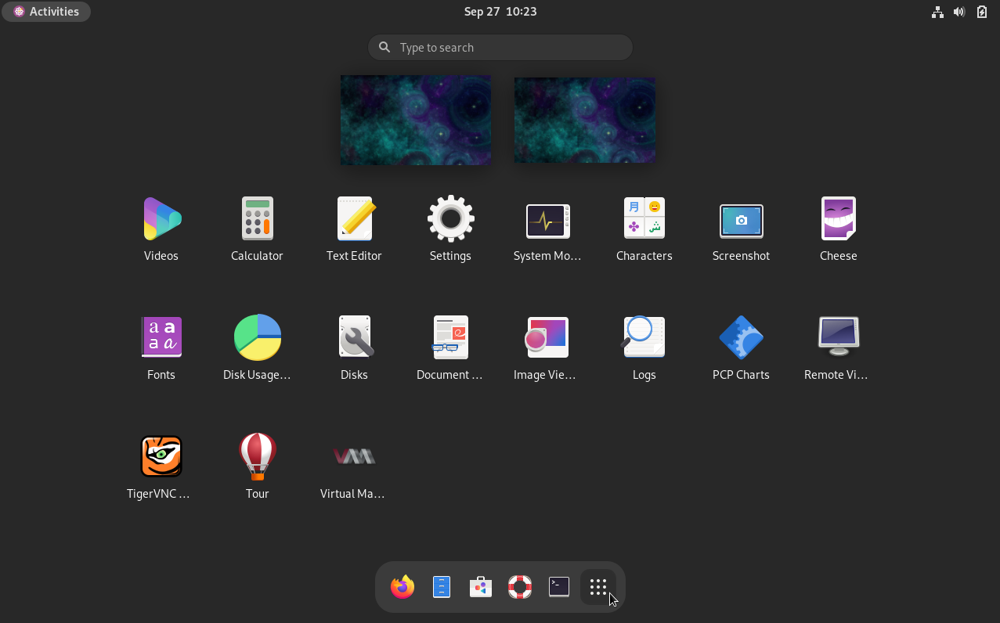 Activities
Sep 27 10:23
Type to search
Videos
Calculator
Text Editor
Settings
System Mo...
Characters
Screenshot
Cheese
Fonts
Disk Usage...
Disks
Document ...
Image Vie...
Logs
PCP Charts
Remote Vi...
TigerVNC ...
Tour
Virtual Ma...